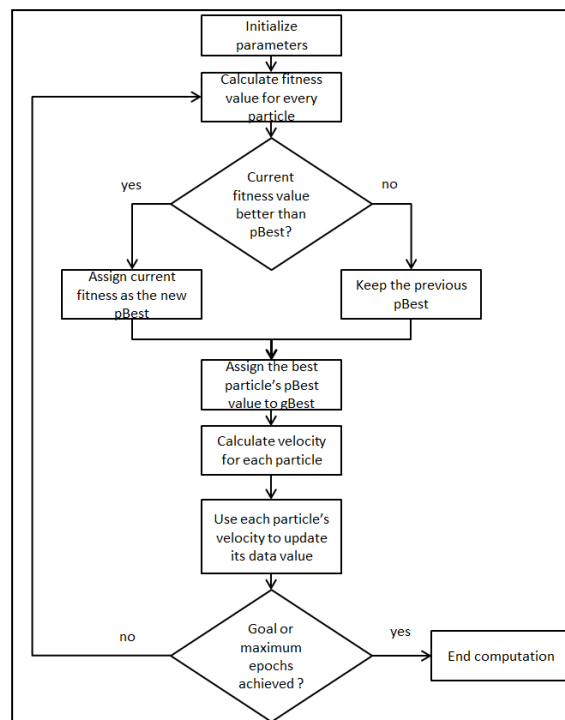 Initialize
parameters
Calculate fitness
value for every
particle
yes
Current
fitness value
better than
pBest?
no
Assign current
fitness as the new
pBest
Keep the previous
pBest
Assign the best
particle's pBest
value to gBest
Calculate velocity
for each particle
Use each particle's
velocity to update
its data value
no
Goal or
maximum
epochs
achieved ?
yes
End computation